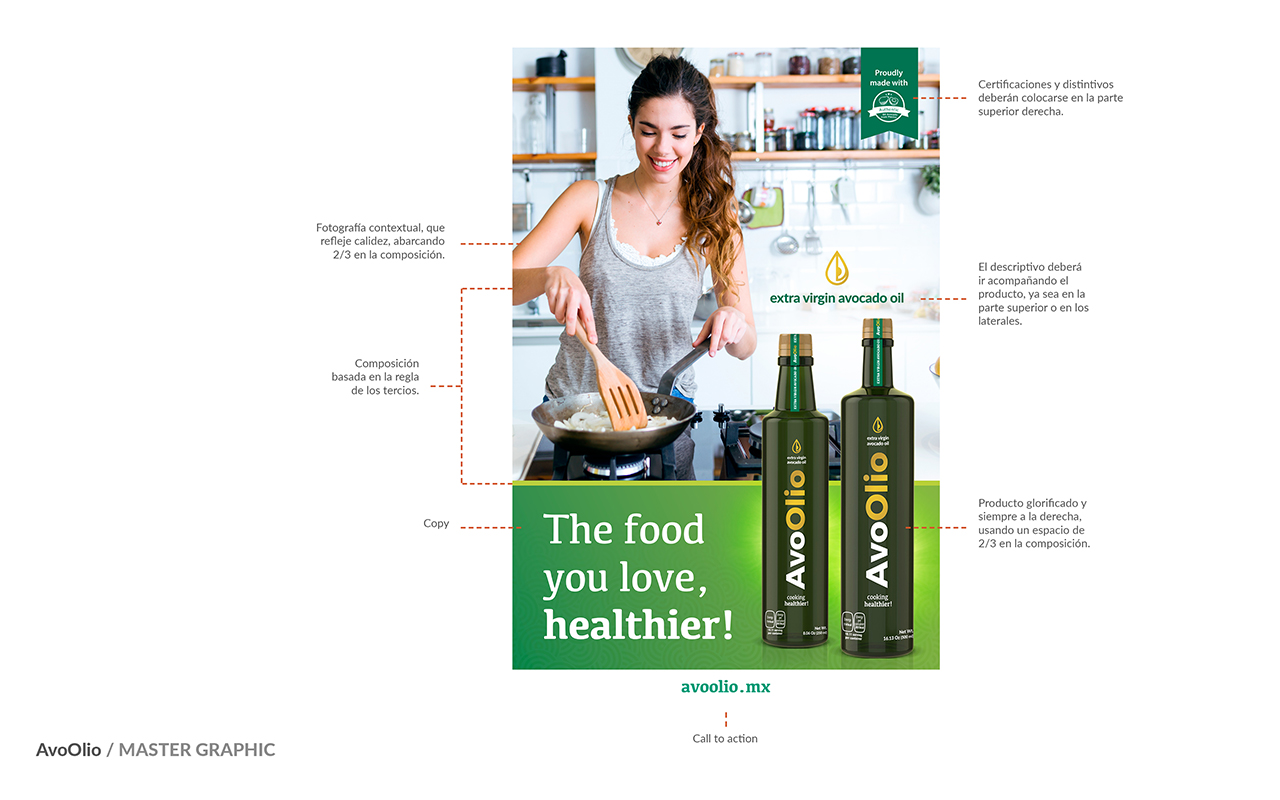 Proudly
made with
Certificaciones y distintivos
deberán colocarse en la parte
superior derecha.
Fotografía contextual, que
refleje calidez, abarcando
2/3 en la composición.
El descriptivo deberá
ir acompañando el
producto, ya sea en la
parte superior o en los
laterales.
extra virgin avocado oil
Composición
basada en la regla
de los tercios.
AvoOlio
AvoOlio
extra virgin
avocado oil
AvoOlio
cooking
healthier!
extra virgin
avocado oil
AvoOlio
cooking
healthier!
Producto glorificado y
siempre a la derecha,
usando un espacio de
2/3 en la composición.
Copy
The food
you love,
healthier!
avoolio.mx
Call to action
AvoOlio / MASTER GRAPHIC